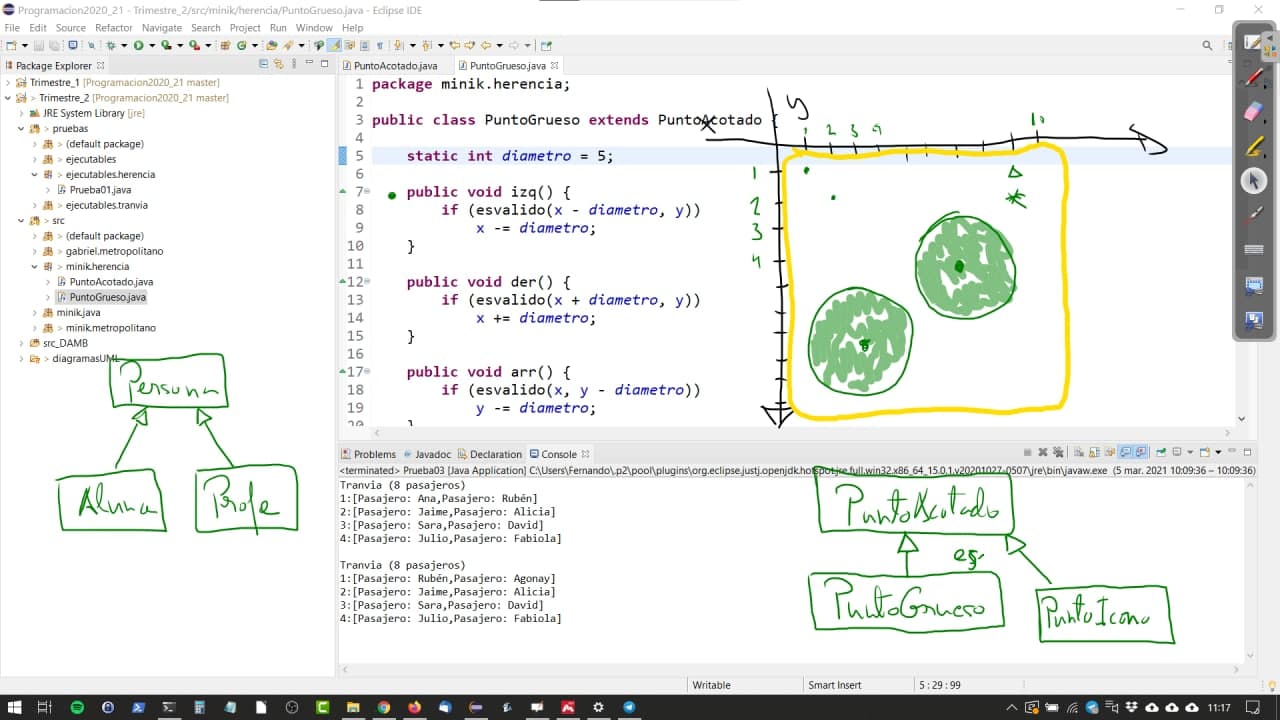 Programacion2020_21 - Trimestre_2/src/minik/herencia/PuntoGrueso.java - Eclipse IDE
File Edit Source Refactor Navigate Search Project Run Window Help
Package Explorer
Trimestre_1 [Programacion2020_21 master]
> Trimestre_2 [Programacion2020_21 master]
JRE System Library [jre]
> pruebas
> (default package)
> ejecutables
> ejecutables.herencia
> Prueba01.java
> ejecutables.tranvia
> src
> (default package)
> gabriel.metropolitano
> minik.herencia
> PuntoAcotado.java
> PuntoGrueso.java
minik.java
> minik.metropolitano
src_DAMB
> diagramasUML
Persona
Aluma
Profe
PuntoAcotado.java
PuntoGrueso.java
1 package minik.herencia;
2
3 public class PuntoGrueso extends PuntoAcotado {
4
5 static int diametro = 5;
6
7 public void izq() {
8 if (esvalido(x - diametro, y))
9 x -= diametro;
10 }
11
12 public void der() {
13 if (esvalido(x + diametro, y))
14 x += diametro;
15 }
16
17 public void arr() {
18 if (esvalido(x, y - diametro))
19 y -= diametro;
x
y
1 2 3 4
1
2
3
4
Problems Javadoc Declaration Console
<terminated> Prueba03 [Java Application] C:\Users\Fernando\.p2\pool\plugins\org.eclipse.justj.openjdk.hotspot.jre.full.win32.x86_64_15.0.1.v20201027-0507\jre\bin\javaw.exe (5 mar. 2021 10:09:36 – 10:09:36)
Tranvia (8 pasajeros)
1:[Pasajero: Ana,Pasajero: Rubén]
2:[Pasajero: Jaime,Pasajero: Alicia]
3:[Pasajero: Sara,Pasajero: David]
4:[Pasajero: Julio,Pasajero: Fabiola]
Tranvia (8 pasajeros)
1:[Pasajero: Rubén,Pasajero: Agonay]
2:[Pasajero: Jaime,Pasajero: Alicia]
3:[Pasajero: Sara,Pasajero: David]
4:[Pasajero: Julio,Pasajero: Fabiola]
PuntoAcotado
es
PuntoGrueso
PuntoIcono
Writable Smart Insert 5 : 29 : 99
11:17